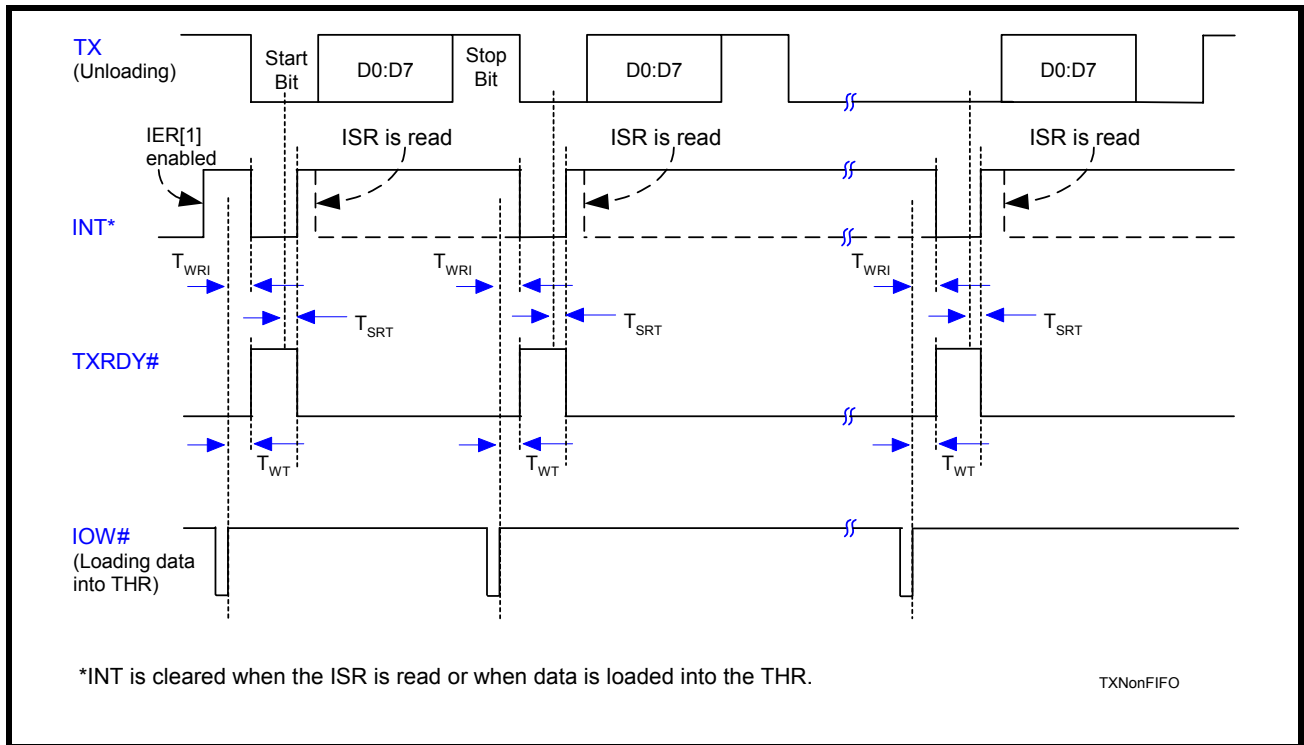 TX
(Unloading)
Start
Bit
D0:D7
Stop
Bit
D0:D7
D0:D7
IER[1]
enabled
ISR is read
ISR is read
ISR is read
INT*
TWRI
TWRI
TWRI
TSRT
TSRT
TSRT
TXRDY#
TWT
TWT
TWT
IOW#
(Loading data
into THR)
*INT is cleared when the ISR is read or when data is loaded into the THR.
TXNonFIFO